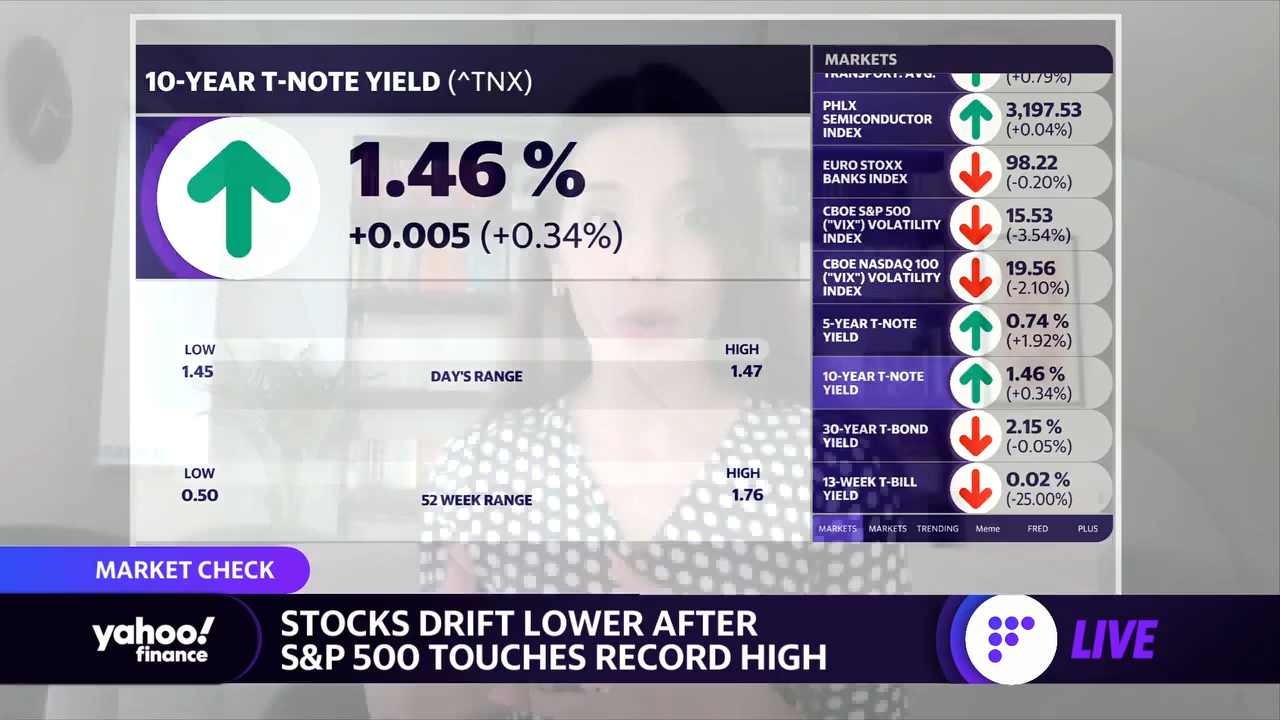 10-YEAR T-NOTE YIELD (^TNX)
1.46 %
+0.005 (+0.34%)
LOW
1.45
DAY'S RANGE
HIGH
1.47
LOW
0.50
52 WEEK RANGE
HIGH
1.76
MARKETS
TRANSPORT. AVG.
(+0.79%)
PHLX
SEMICONDUCTOR
INDEX
3,197.53
(+0.04%)
EURO STOXX
BANKS INDEX
98.22
(-0.20%)
CBOE S&P 500
("VIX") VOLATILITY
INDEX
15.53
(-3.54%)
CBOE NASDAQ 100
("VIX") VOLATILITY
INDEX
19.56
(-2.10%)
5-YEAR T-NOTE
YIELD
0.74 %
(+1.92%)
10-YEAR T-NOTE
YIELD
1.46 %
(+0.34%)
30-YEAR T-BOND
YIELD
2.15 %
(-0.05%)
13-WEEK T-BILL
YIELD
0.02 %
(-25.00%)
MARKETS MARKETS TRENDING Meme FRED PLUS
MARKET CHECK
yahoo!
finance
STOCKS DRIFT LOWER AFTER
S&P 500 TOUCHES RECORD HIGH
LIVE